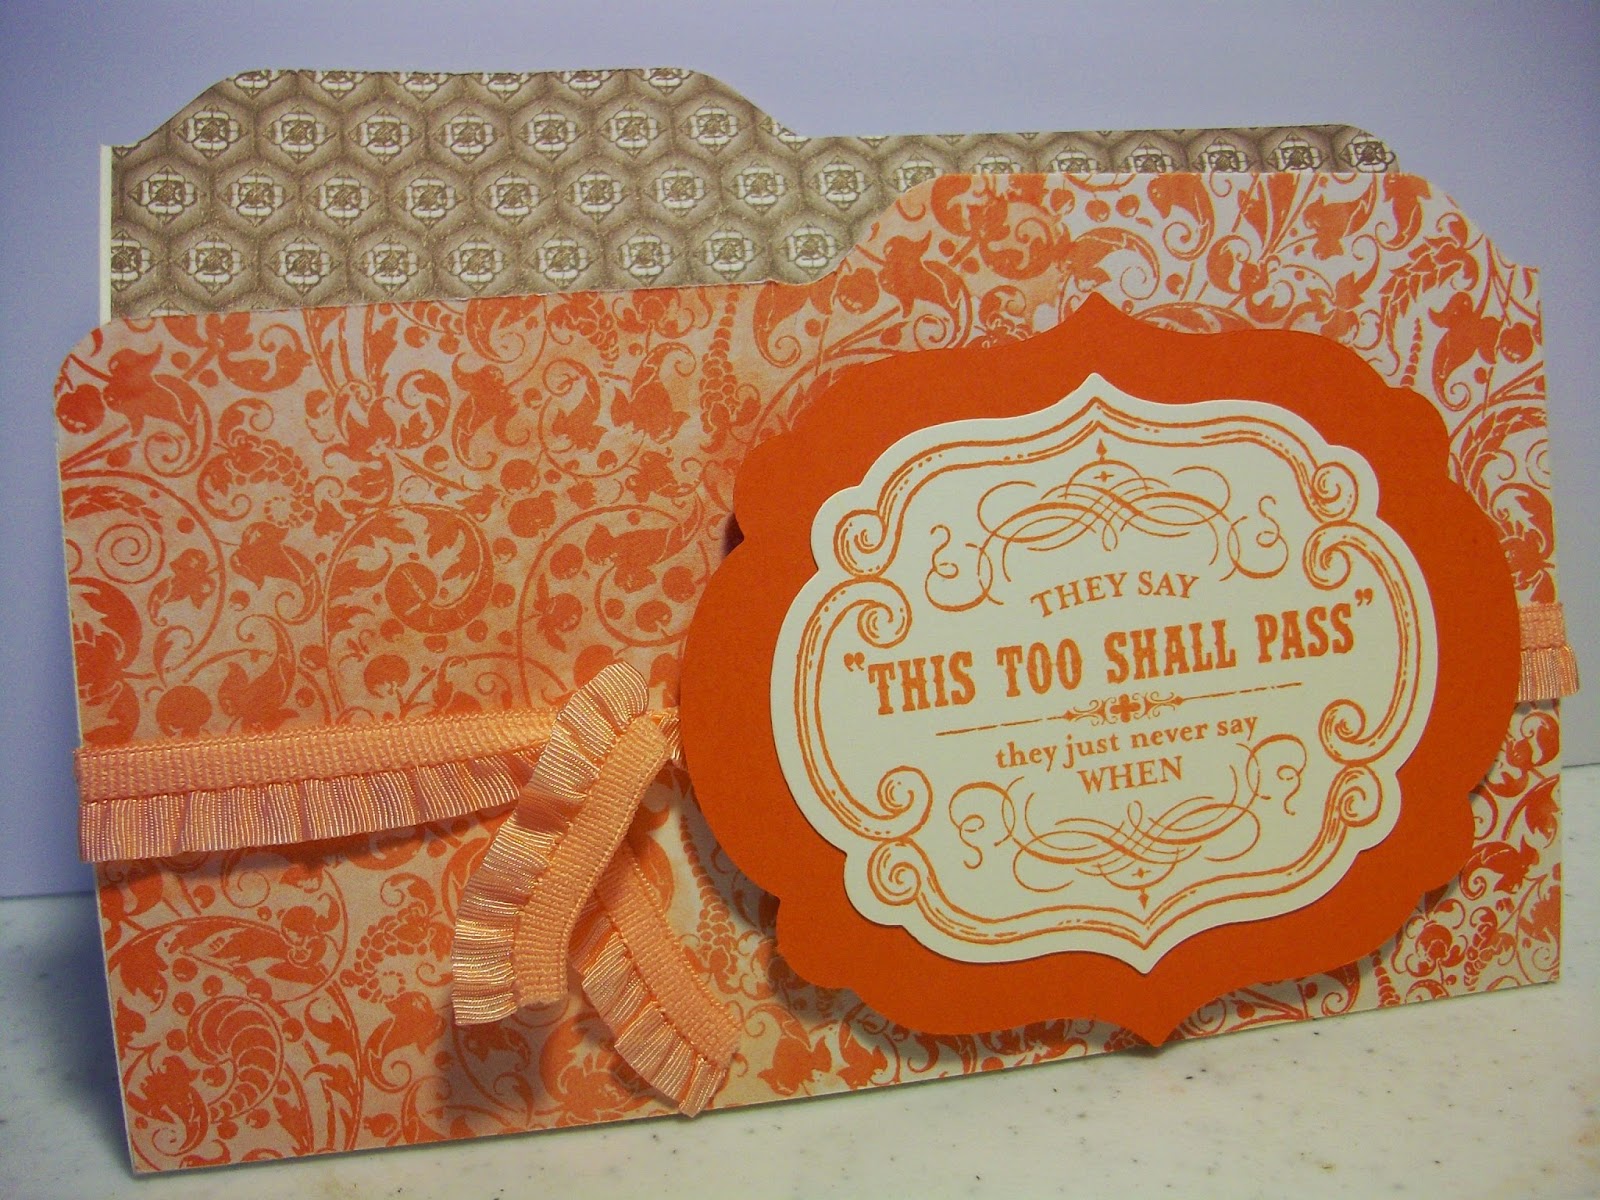 THEY SAY
"THIS TOO SHALL PASS"
they just never say
WHEN